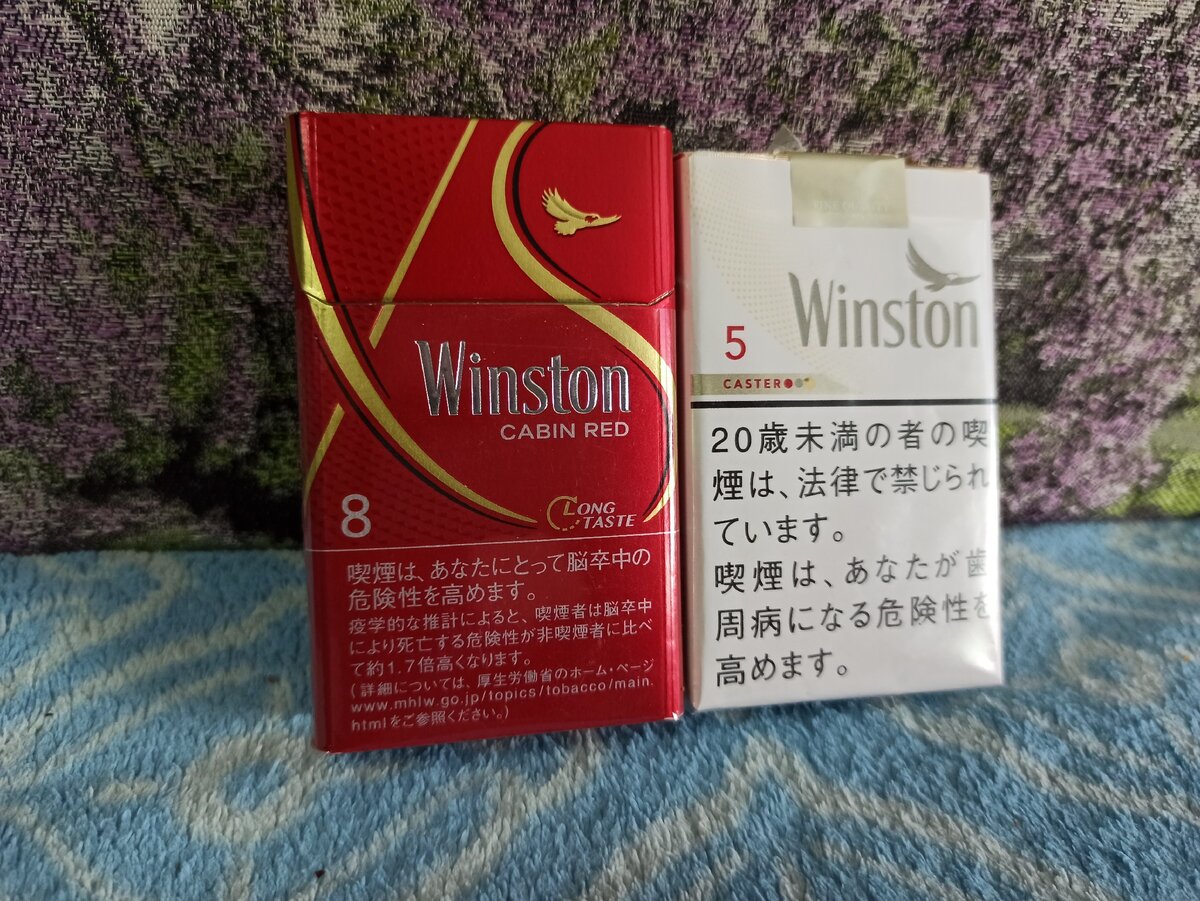 Winston
CABIN RED
8
LONG
TASTE
喫煙は、あなたにとって脳卒中の
危険性を高めます。
疫学的な推計によると、喫煙者は脳卒中
により死亡する危険性が非喫煙者に比べ
て約1.7倍高くなります。
(詳細については、厚生労働省のホーム・ページ
www.mhlw.go.jp/topics/tobacco/main.
htmlをご参照ください。)
Winston
5
CASTER
20歳未満の者の喫
煙は、法律で禁じられ
ています。
喫煙は、あなたが歯
周病になる危険性を
高めます。